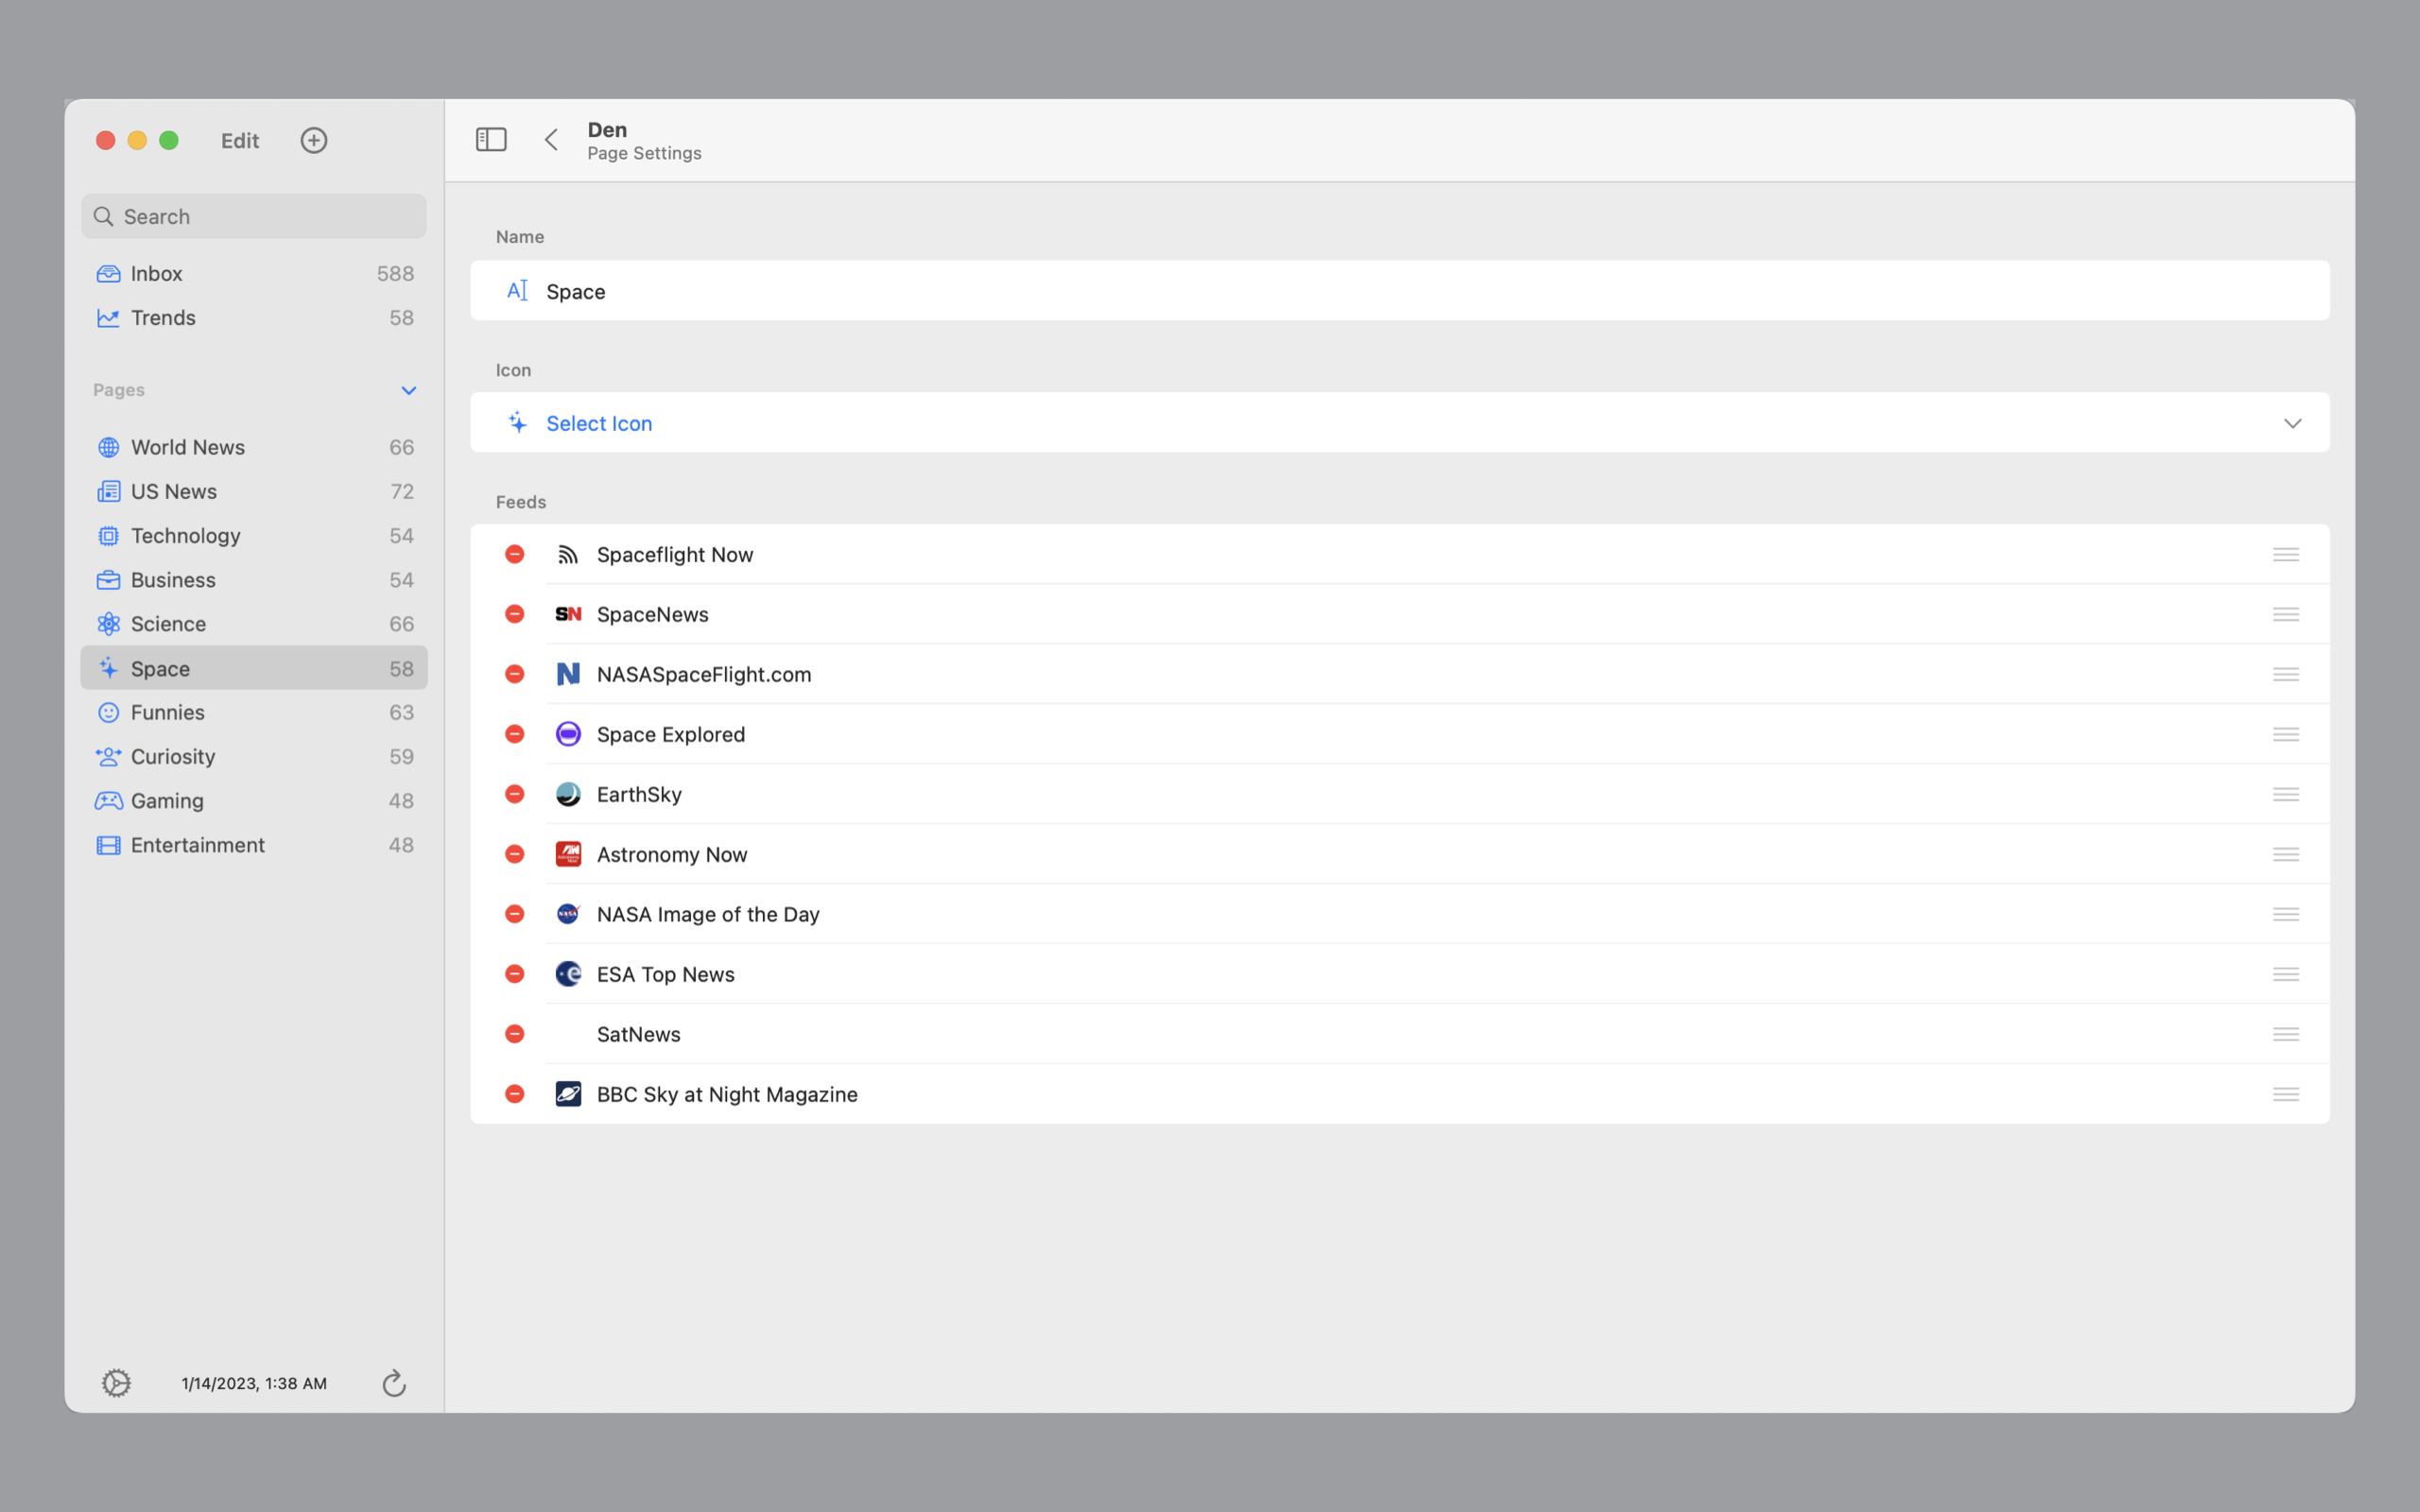 Edit
Den
Page Settings
Search
Inbox 588
Trends 58
Pages
World News 66
US News 72
Technology 54
Business 54
Science 66
Space 58
Funnies 63
Curiosity 59
Gaming 48
Entertainment 48
1/14/2023, 1:38 AM
Name
A Space
Icon
Select Icon
Feeds
Spaceflight Now
SN SpaceNews
N NASASpaceFlight.com
Space Explored
EarthSky
Astronomy Now
NASA NASA Image of the Day
e ESA Top News
SatNews
BBC Sky at Night Magazine